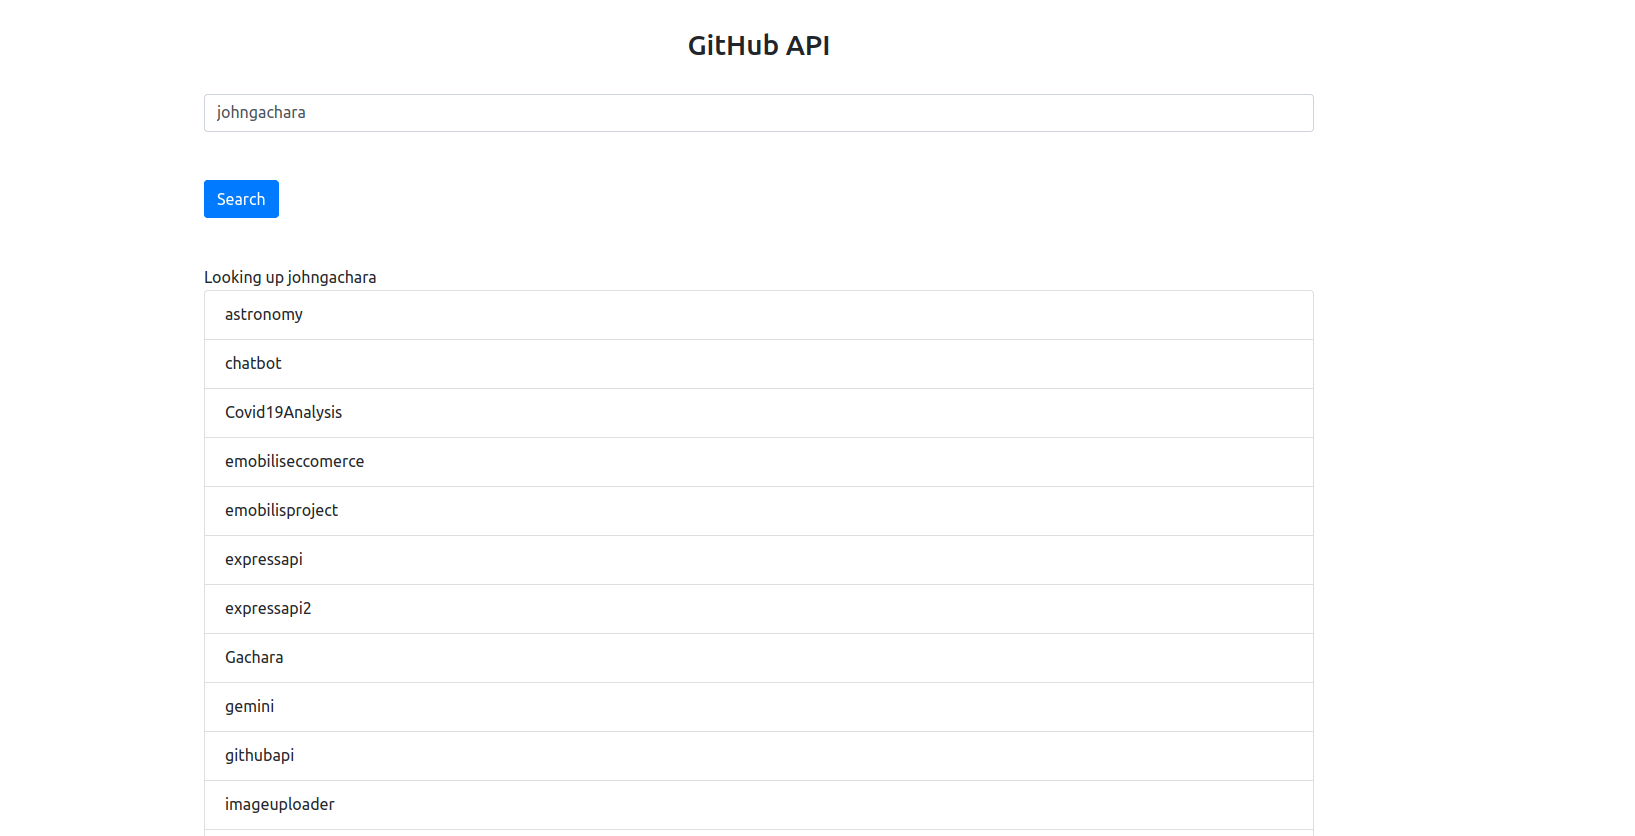 GitHub API
johngachara
Search
Looking up johngachara
astronomy
chatbot
Covid19Analysis
emobiliseccomerce
emobilisproject
expressapi
expressapi2
Gachara
gemini
githubapi
imageuploader